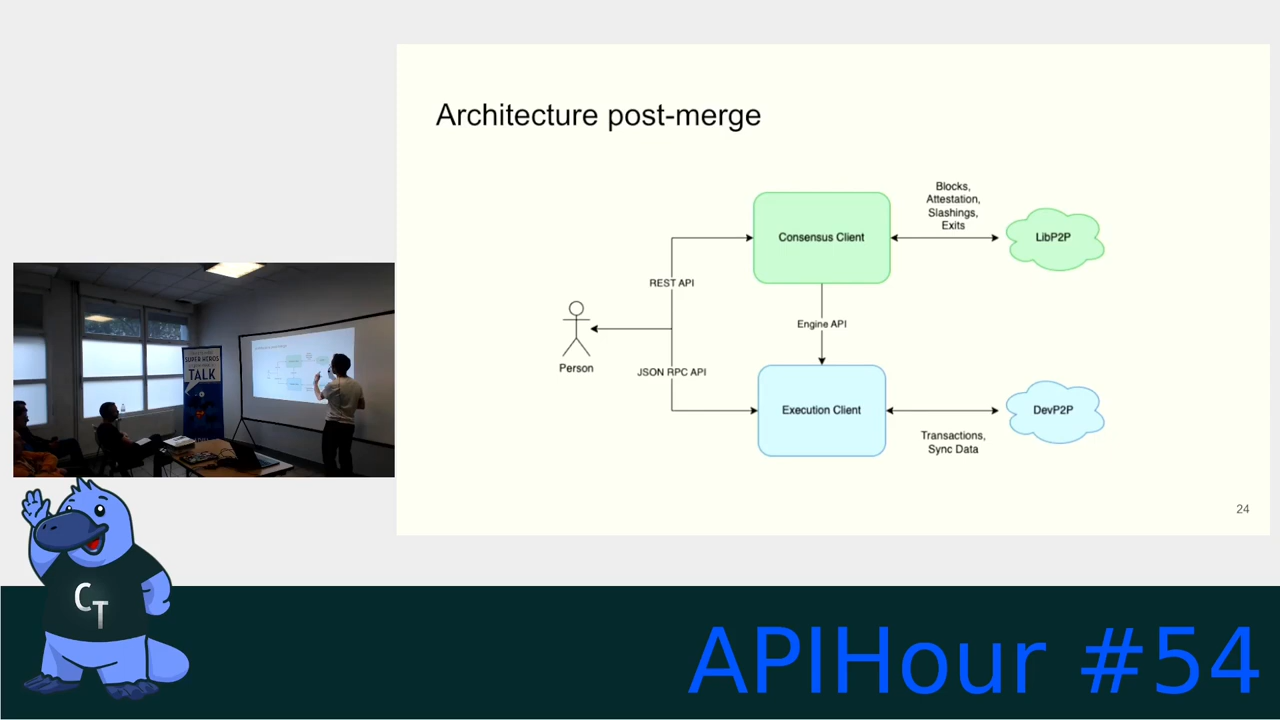 Architecture post-merge
Blocks,
Attestation,
Slashings,
Exits
Consensus Client
LibP2P
REST API
Engine API
Person
JSON RPC API
Execution Client
DevP2P
Transactions,
Sync Data
24
SUPER HEROS
TALK
CT
APIHour #54